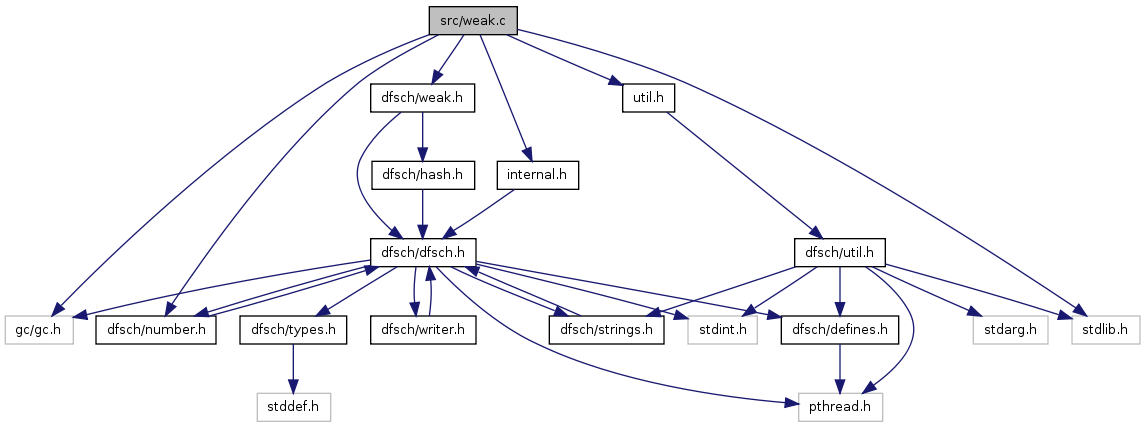 src/weak.c
dfsch/weak.h
util.h
dfsch/hash.h
internal.h
dfsch/dfsch.h
dfsch/util.h
gc/gc.h
dfsch/number.h
dfsch/types.h
dfsch/writer.h
dfsch/strings.h
stdint.h
dfsch/defines.h
stdarg.h
stdlib.h
stddef.h
pthread.h